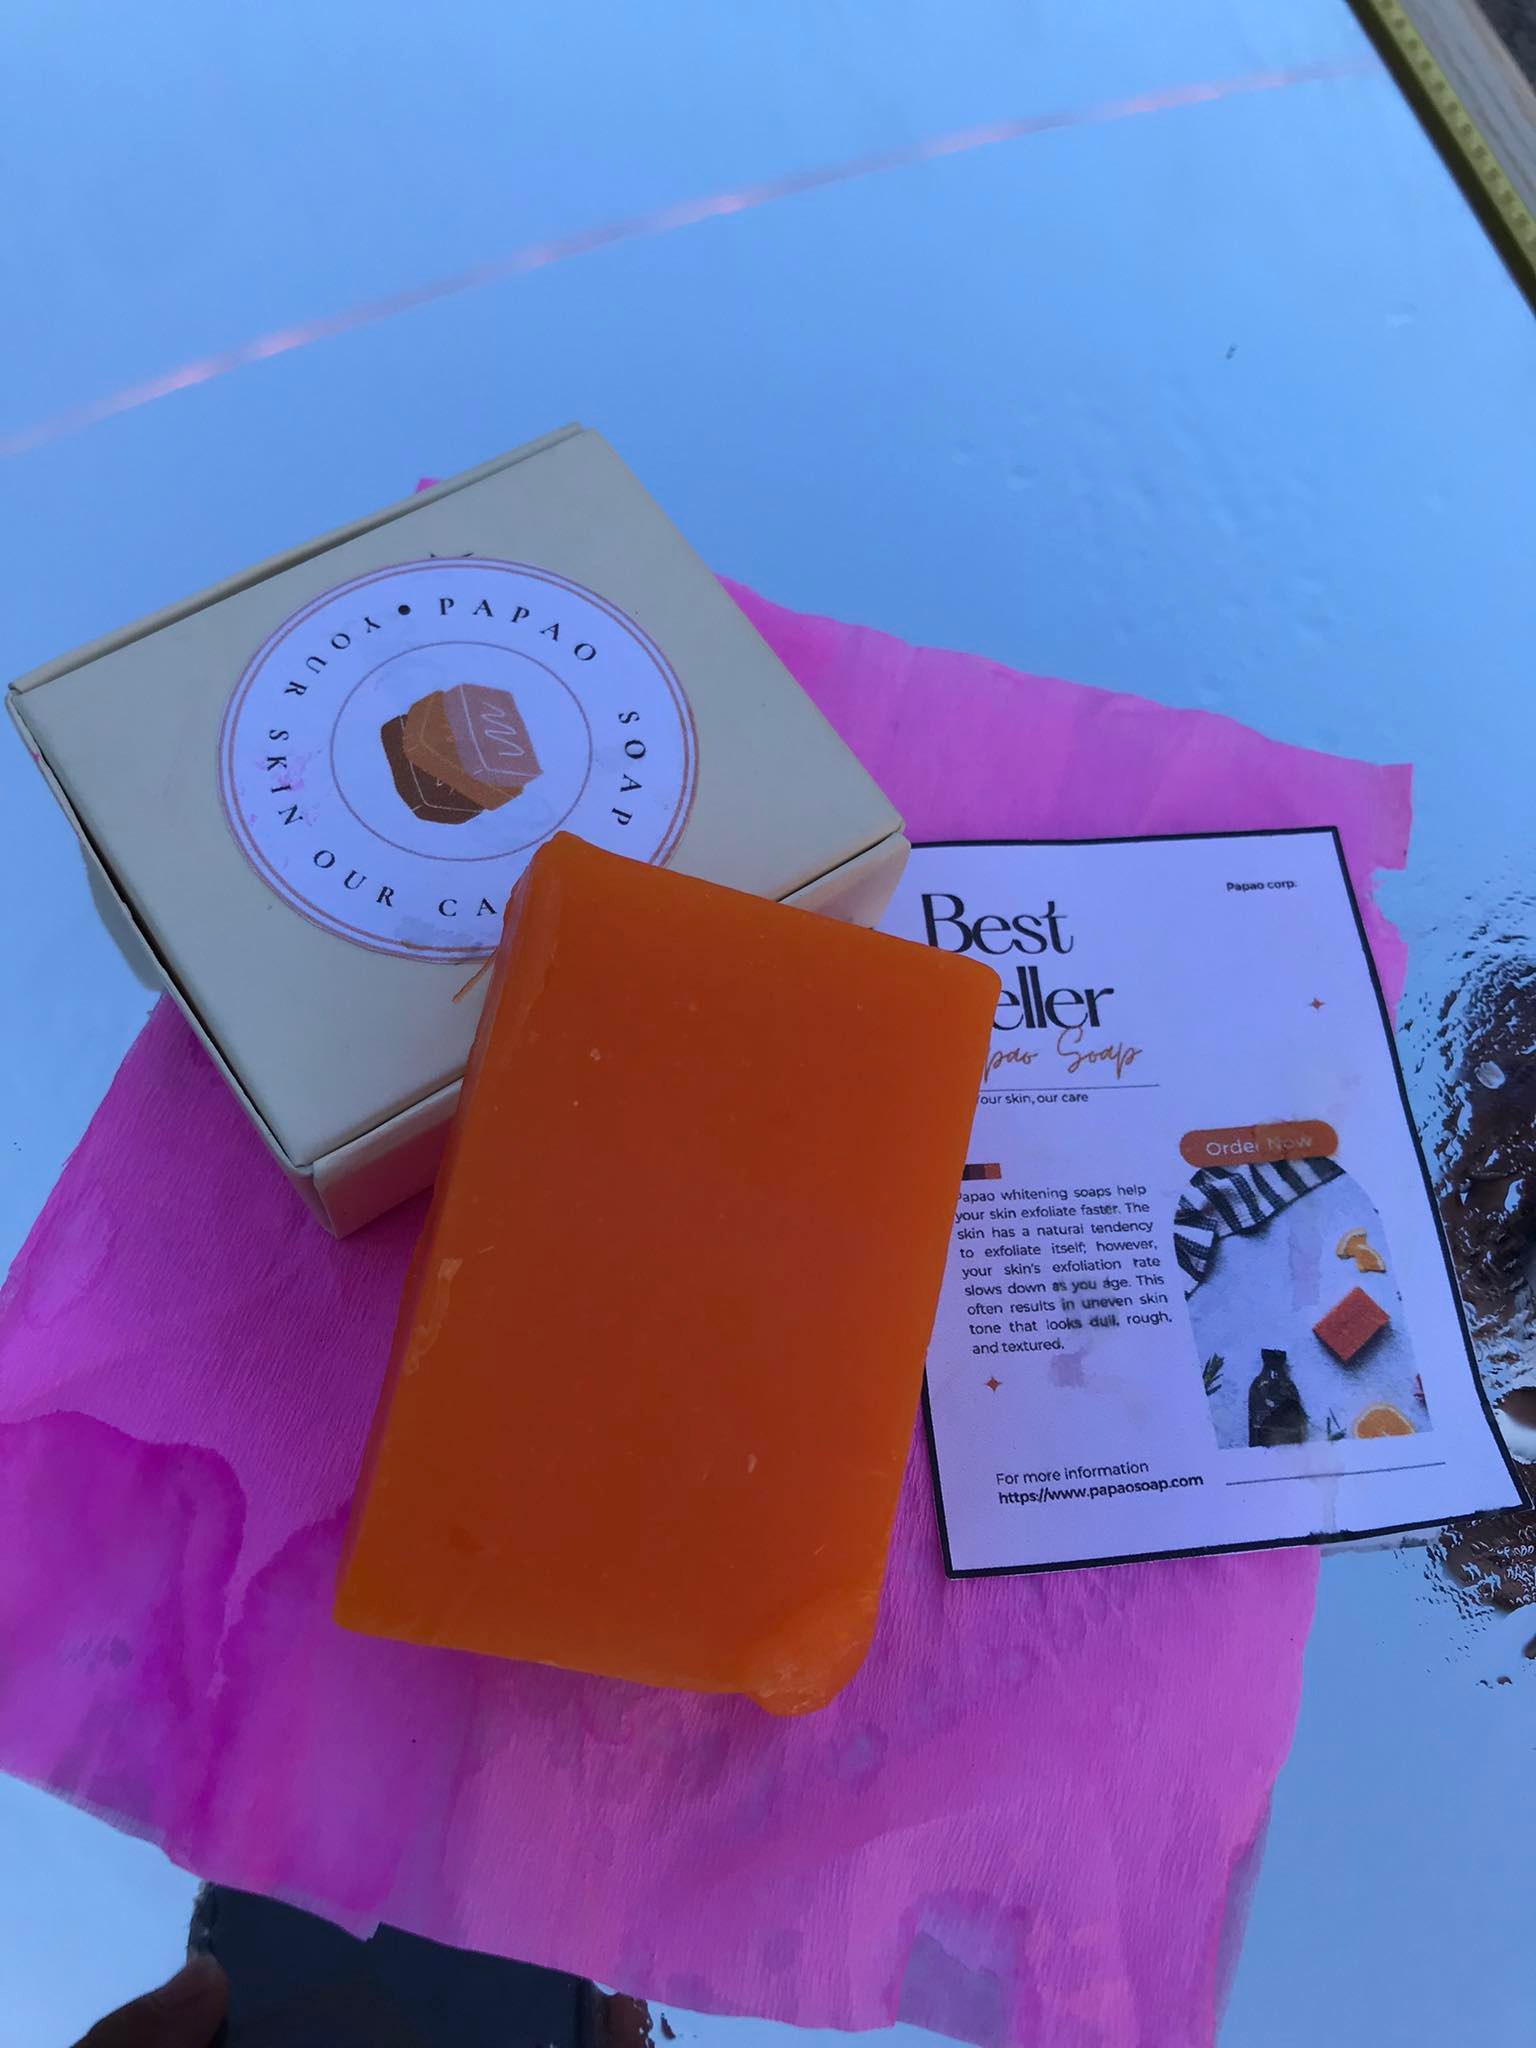 PAPAO SOAP
YOUR SKIN OUR CA
Papao corp.
Best
eller
pao Soap
our skin, our care
Order Now
Papao whitening soaps help
your skin exfoliate faster. The
skin has a natural tendency
to exfoliate itself; however,
your skin's exfoliation rate
slows down as you age. This
often results in uneven skin
tone that looks dull, rough,
and textured.
For more information
https://www.papaosoap.com